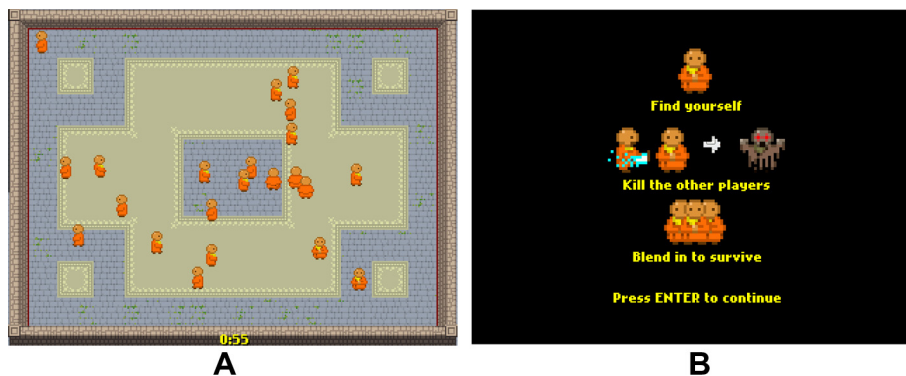 0:55
A
Find yourself
Kill the other players
Blend in to survive
Press ENTER to continue
B